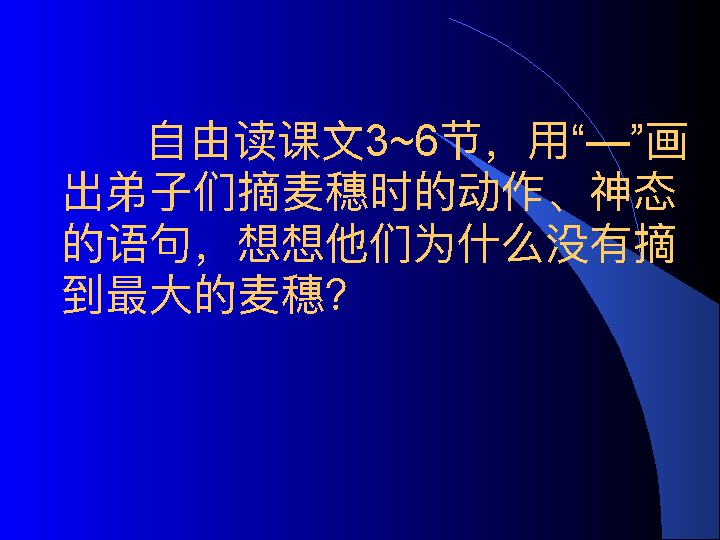 自由读课文3~6节，用“—”画
出弟子们摘麦穗时的动作、神态
的语句，想想他们为什么没有摘
到最大的麦穗？